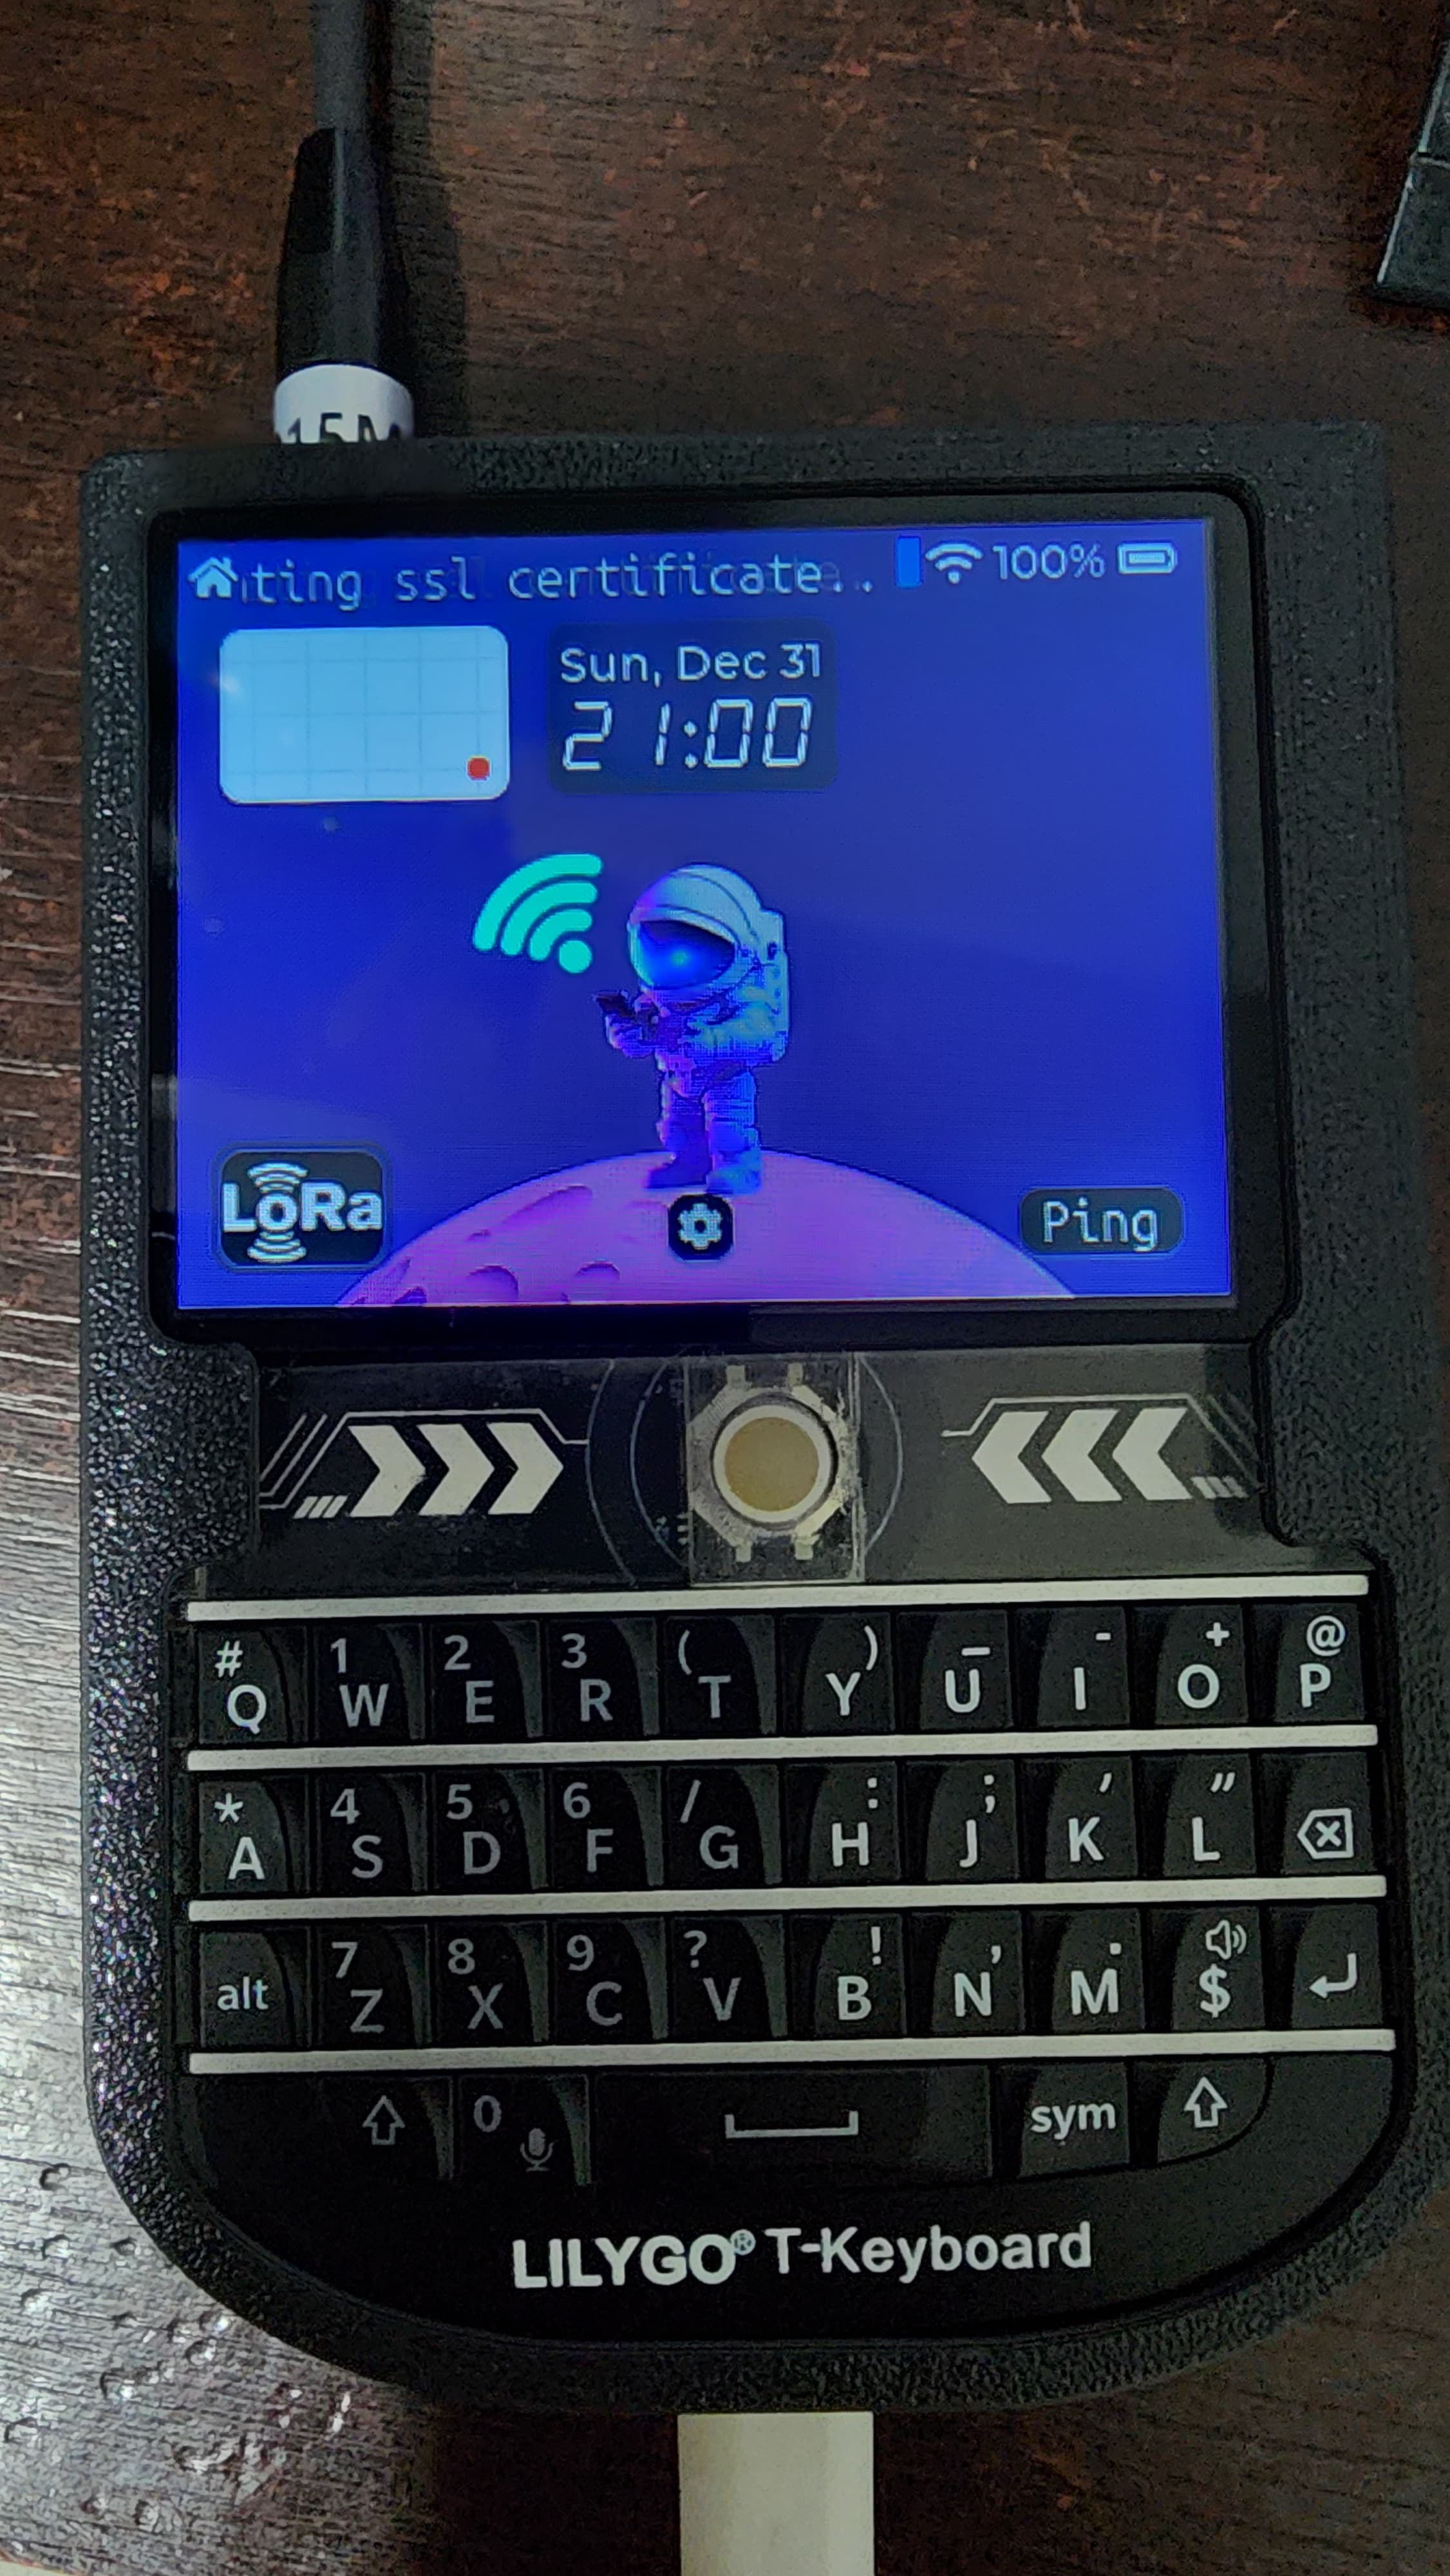 15M
ting ssl certificate..
100%
Sun, Dec 31
21:00
LoRa
Ping
# 1 2 3 ( ) _ - + @
Q W E R T Y U I O P
* 4 5 6 / : ; ' "
A S D F G H J K L
7 8 9 ? ! , .
alt Z X C V B N M $
0
sym
LILYGO® T-Keyboard